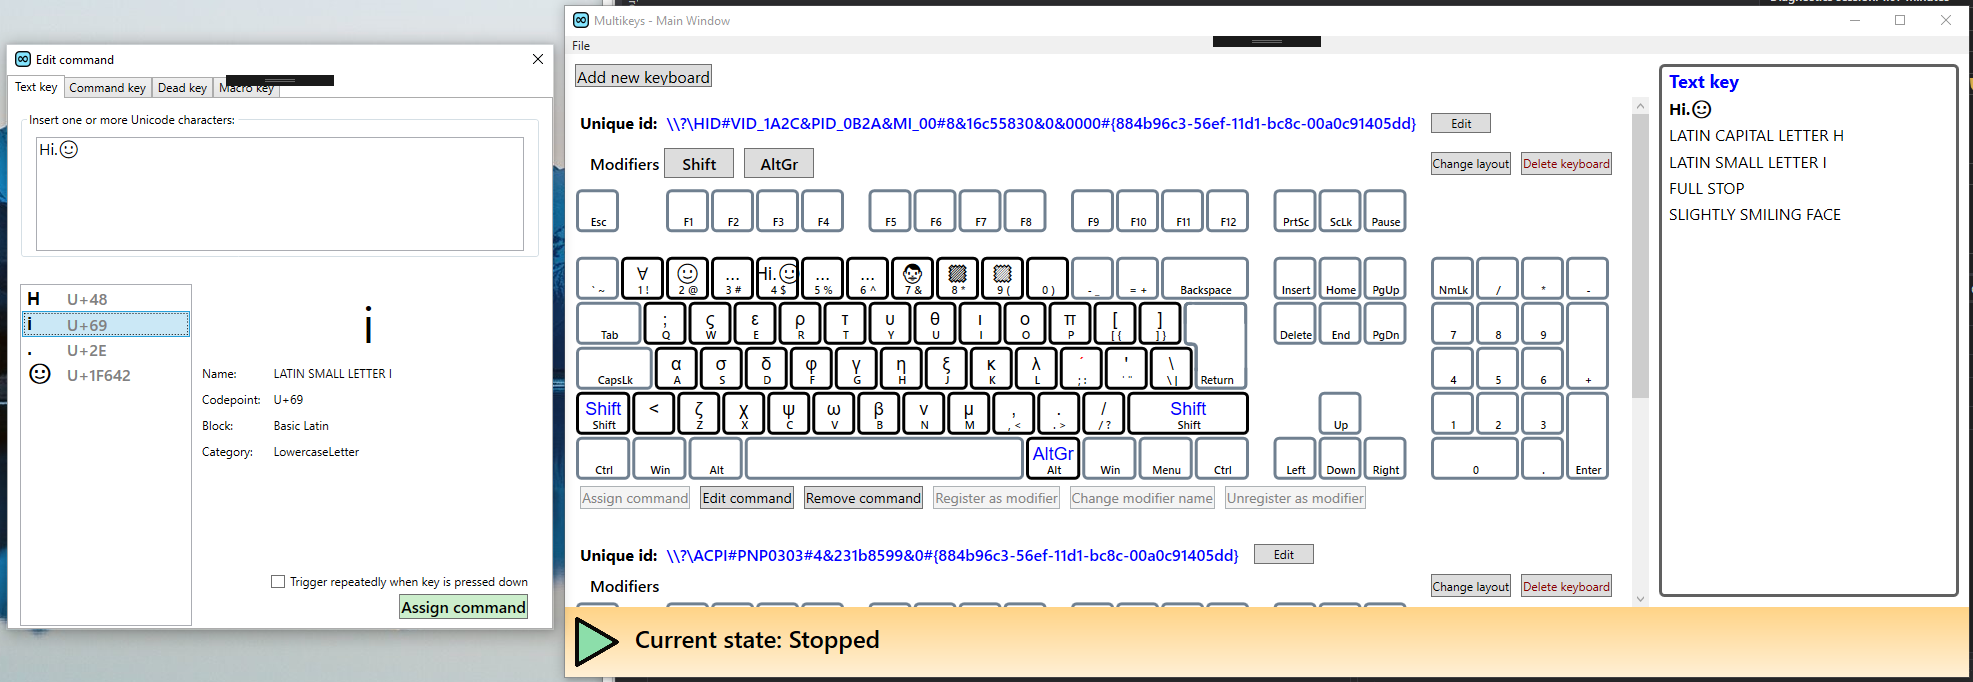 Edit command
Text key
Command key
Dead key
Macro key
Insert one or more Unicode characters:
Hi.🙂
H U+48
i U+69
. U+2E
🙂 U+1F642
i
Name: LATIN SMALL LETTER I
Codepoint: U+69
Block: Basic Latin
Category: LowercaseLetter
Trigger repeatedly when key is pressed down
Assign command
Multikeys - Main Window
File
Add new keyboard
Unique id: \\?\HID#VID_1A2C&PID_0B2A&MI_00#8&16c55830&0&0000#{884b96c3-56ef-11d1-bc8c-00a0c91405dd} Edit
Modifiers Shift AltGr Change layout Delete keyboard
Esc F1 F2 F3 F4 F5 F6 F7 F8 F9 F10 F11 F12 PrtSc ScLk Pause
∀ 🙂 ... Hi.🙂 ... ...
` ~ 1 ! 2 @ 3 # 4 $ 5 % 6 ^ 7 & 8 * 9 ( 0 ) - _ = + Backspace Insert Home PgUp NmLk / * -
; ς ε ρ τ υ θ ι ο π [ ]
Tab Q W E R T Y U I O P [ { ] } Delete End PgDn 7 8 9
α σ δ φ γ η ξ κ λ ΄ ' \
CapsLk A S D F G H J K L ; : ' " \ | Return 4 5 6 +
Shift < ζ χ ψ ω β ν μ , . / Shift
Shift Z X C V B N M , < . > / ? Shift Up 1 2 3
AltGr
Ctrl Win Alt Alt Win Menu Ctrl Left Down Right 0 . Enter
Assign command Edit command Remove command Register as modifier Change modifier name Unregister as modifier
Unique id: \\?\ACPI#PNP0303#4&231b8599&0#{884b96c3-56ef-11d1-bc8c-00a0c91405dd} Edit
Modifiers Change layout Delete keyboard
Current state: Stopped
Text key
Hi.🙂
LATIN CAPITAL LETTER H
LATIN SMALL LETTER I
FULL STOP
SLIGHTLY SMILING FACE